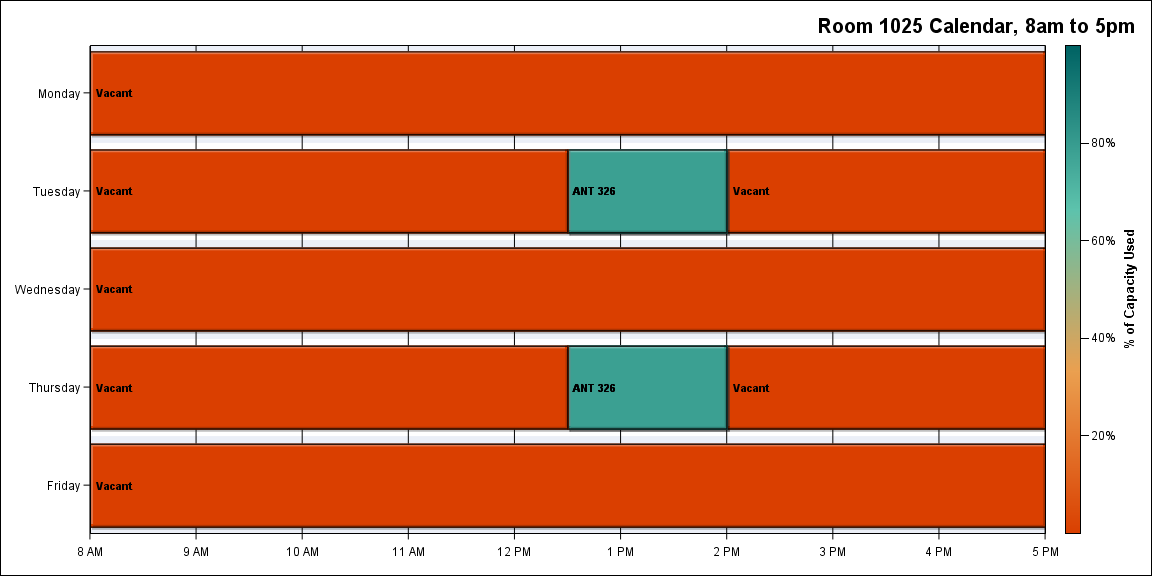 Room 1025 Calendar, 8am to 5pm
Monday
Vacant
Tuesday
Vacant
ANT 326
Vacant
Wednesday
Vacant
Thursday
Vacant
ANT 326
Vacant
Friday
Vacant
8 AM
9 AM
10 AM
11 AM
12 PM
1 PM
2 PM
3 PM
4 PM
5 PM
80%
60%
40%
20%
% of Capacity Used